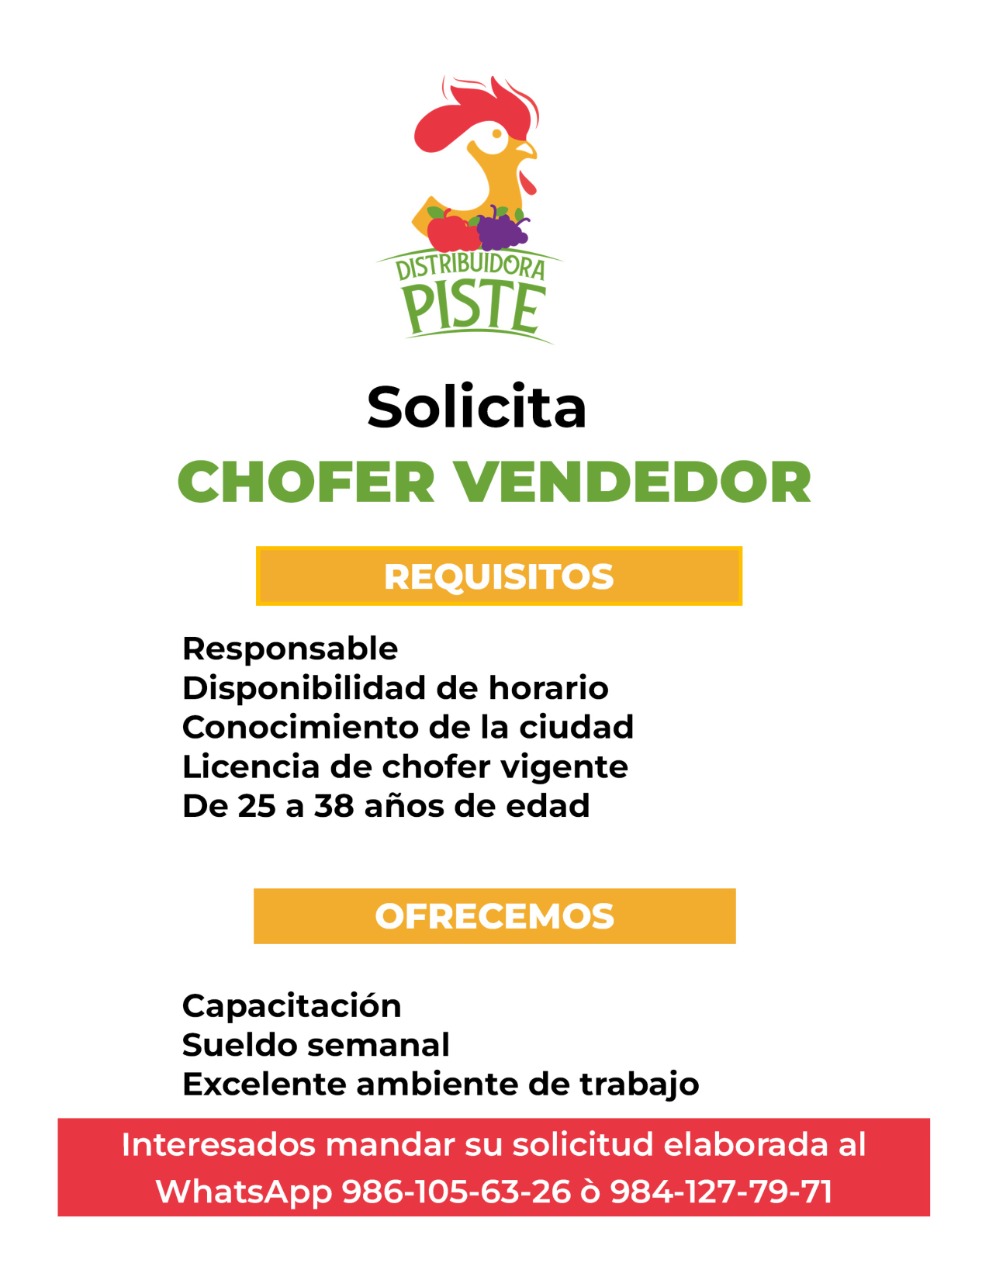 DISTRIBUIDORA
PISTE
Solicita
CHOFER VENDEDOR
REQUISITOS
Responsable
Disponibilidad de horario
Conocimiento de la ciudad
Licencia de chofer vigente
De 25 a 38 años de edad
OFRECEMOS
Capacitación
Sueldo semanal
Excelente ambiente de trabajo
Interesados mandar su solicitud elaborada al
WhatsApp 986-105-63-26 ò 984-127-79-71